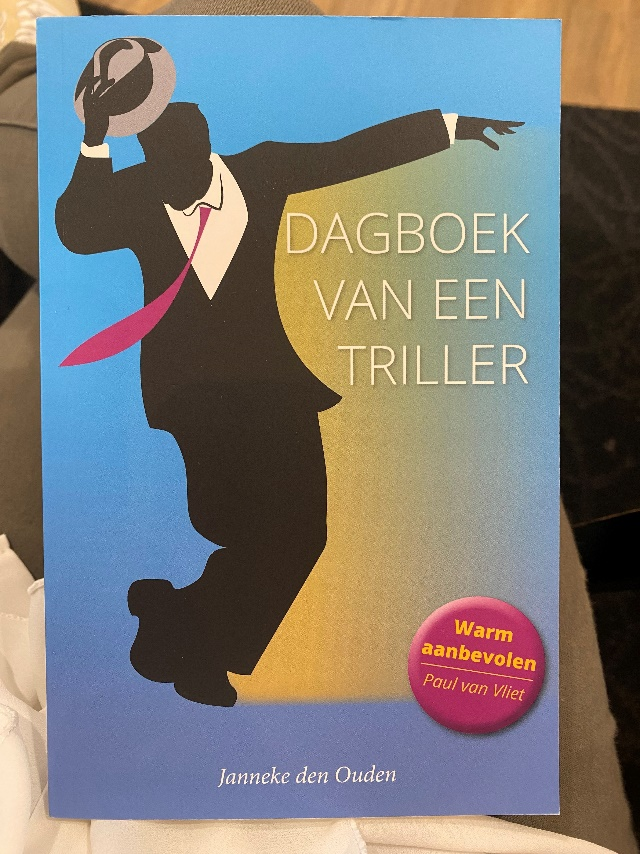 DAGBOEK
VAN EEN
TRILLER
Warm
aanbevolen
Paul van Vliet
Janneke den Ouden